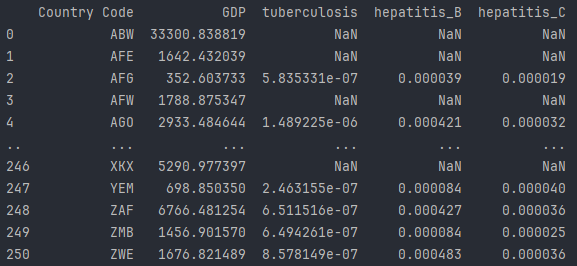 Country Code GDP tuberculosis hepatitis_B hepatitis_C
0 ABW 33300.838819 NaN NaN NaN
1 AFE 1642.432039 NaN NaN NaN
2 AFG 352.603733 5.835331e-07 0.000039 0.000019
3 AFW 1788.875347 NaN NaN NaN
4 AGO 2933.484644 1.489225e-06 0.000421 0.000032
.. ... ... ... ... ...
246 XKX 5290.977397 NaN NaN NaN
247 YEM 698.850350 2.463155e-07 0.000084 0.000040
248 ZAF 6766.481254 6.511516e-07 0.000427 0.000036
249 ZMB 1456.901570 6.494261e-07 0.000084 0.000025
250 ZWE 1676.821489 8.578149e-07 0.000483 0.000036